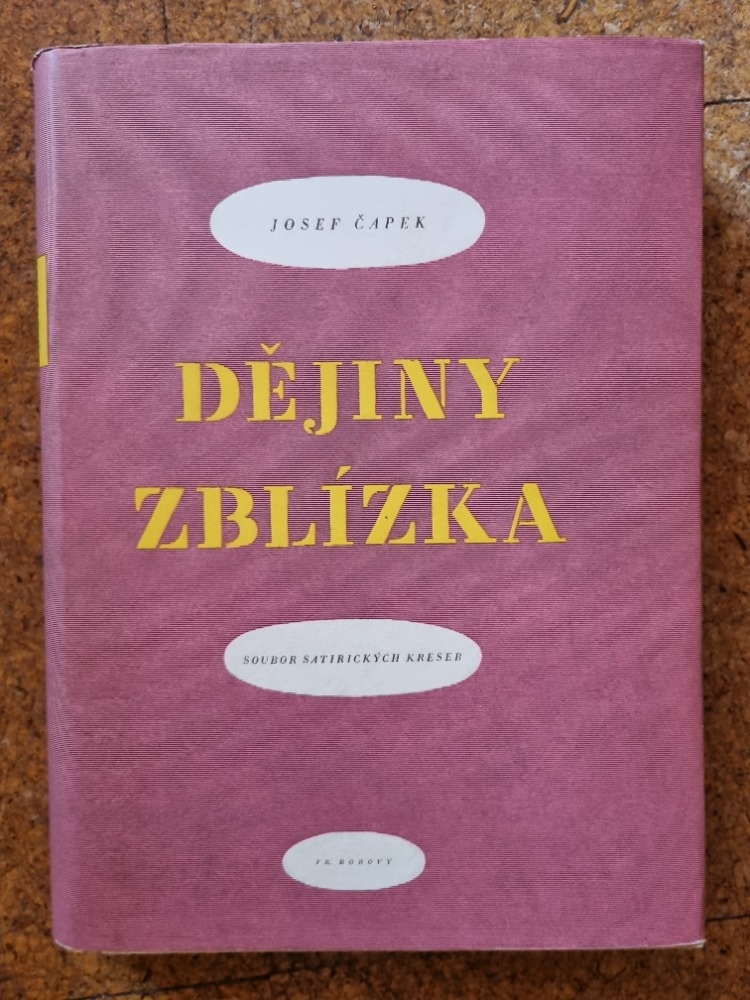 JOSEF ČAPEK
DĚJINY
ZBLÍZKA
SOUBOR SATIRICKÝCH KRESEB
FR. BOROVÝ